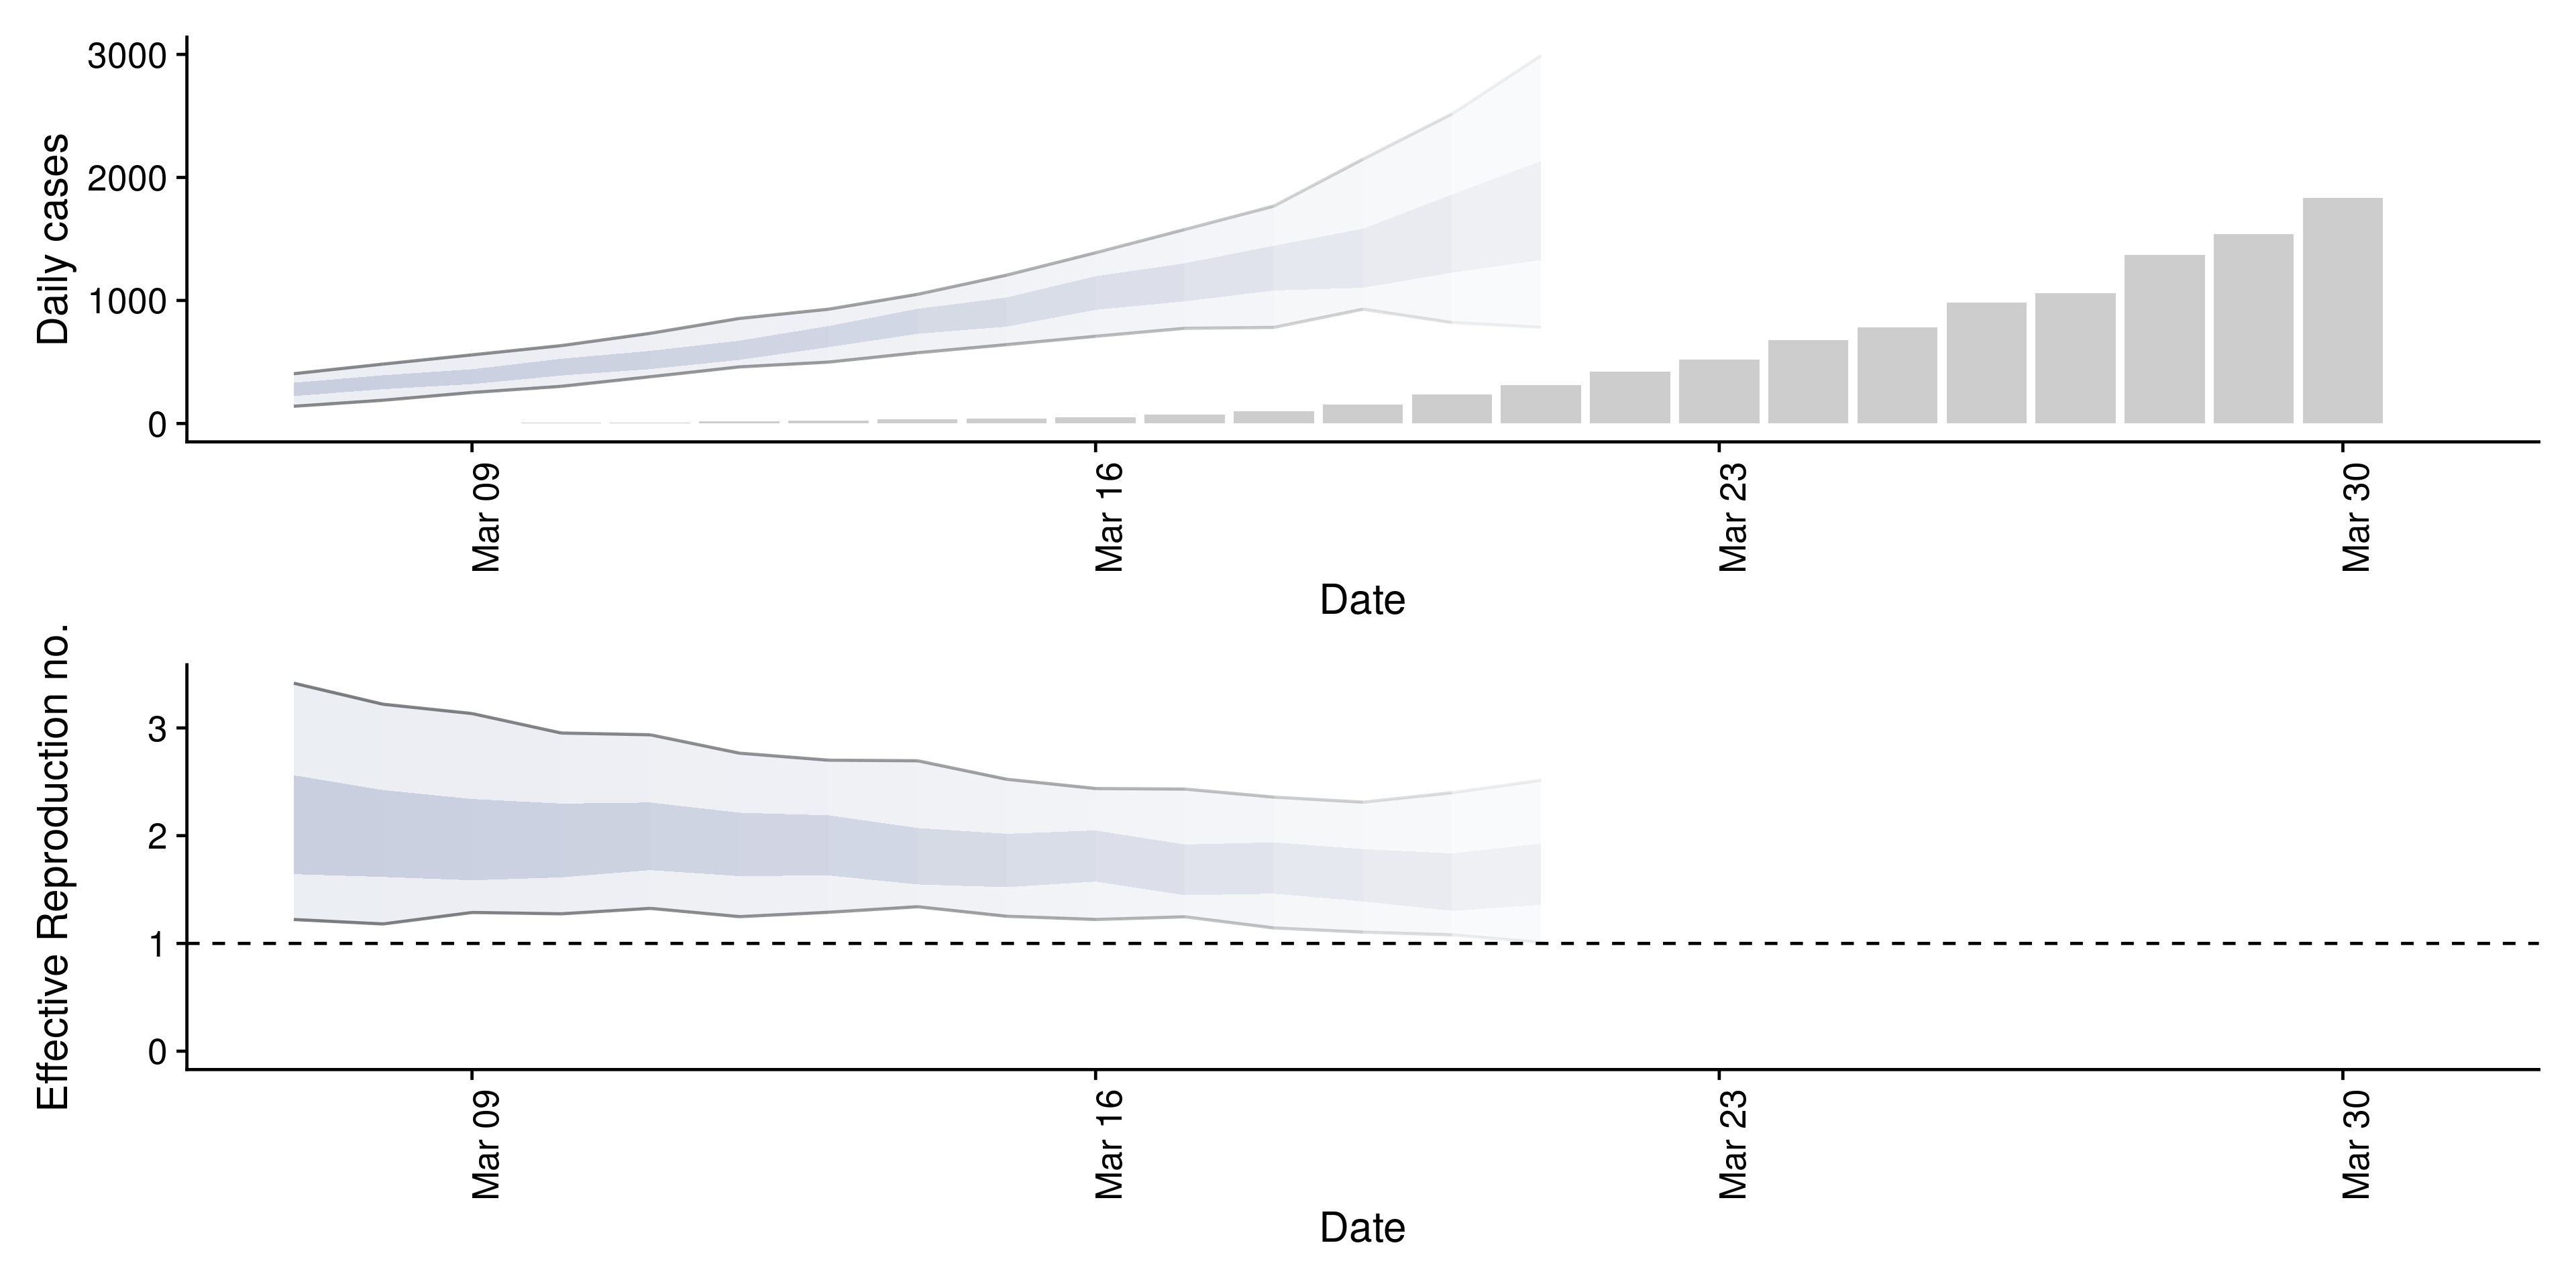 Daily cases
3000
2000
1000
0
Mar 09
Mar 16
Mar 23
Mar 30
Date
Effective Reproduction no.
3
2
1
0
Mar 09
Mar 16
Mar 23
Mar 30
Date